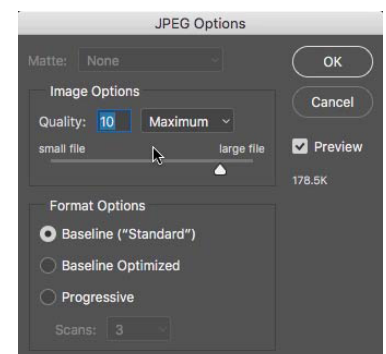 JPEG Options
Matte: None
OK
Image Options
Cancel
Quality: 10 Maximum
small file large file
Preview
178.5K
Format Options
Baseline ("Standard")
Baseline Optimized
Progressive
Scans: 3